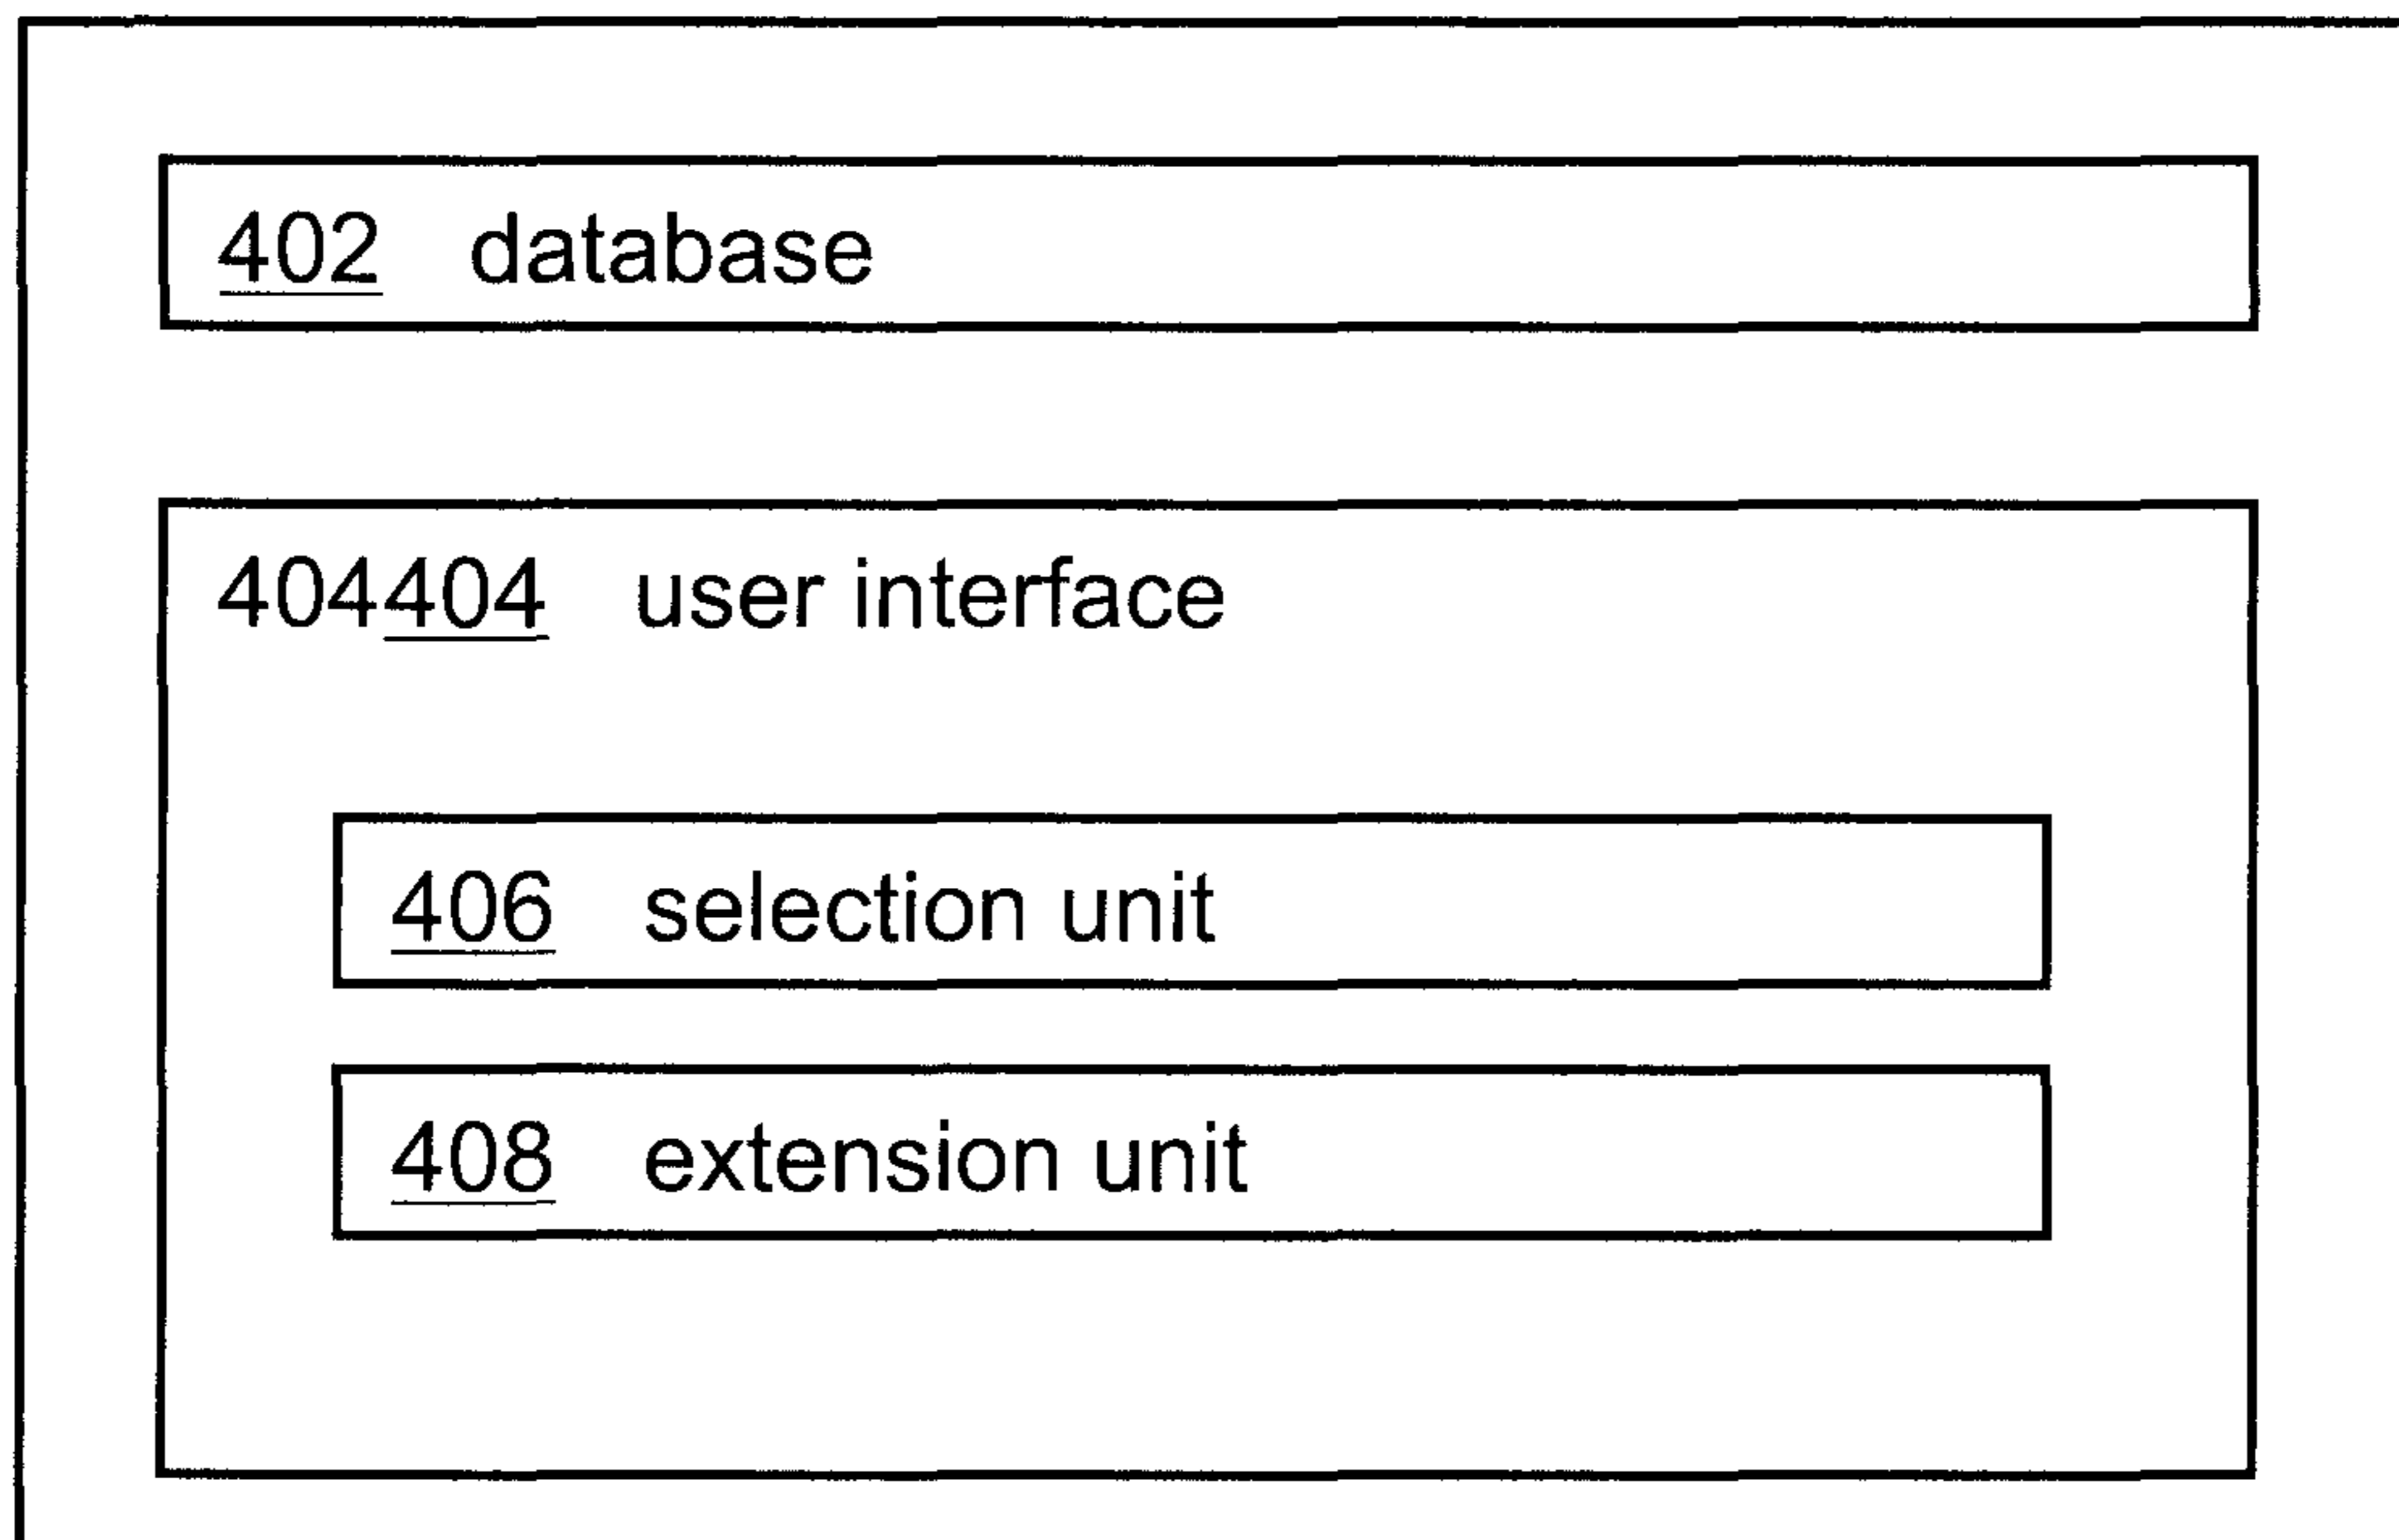 402 database
404404 user interface
406 selection unit
408 extension unit